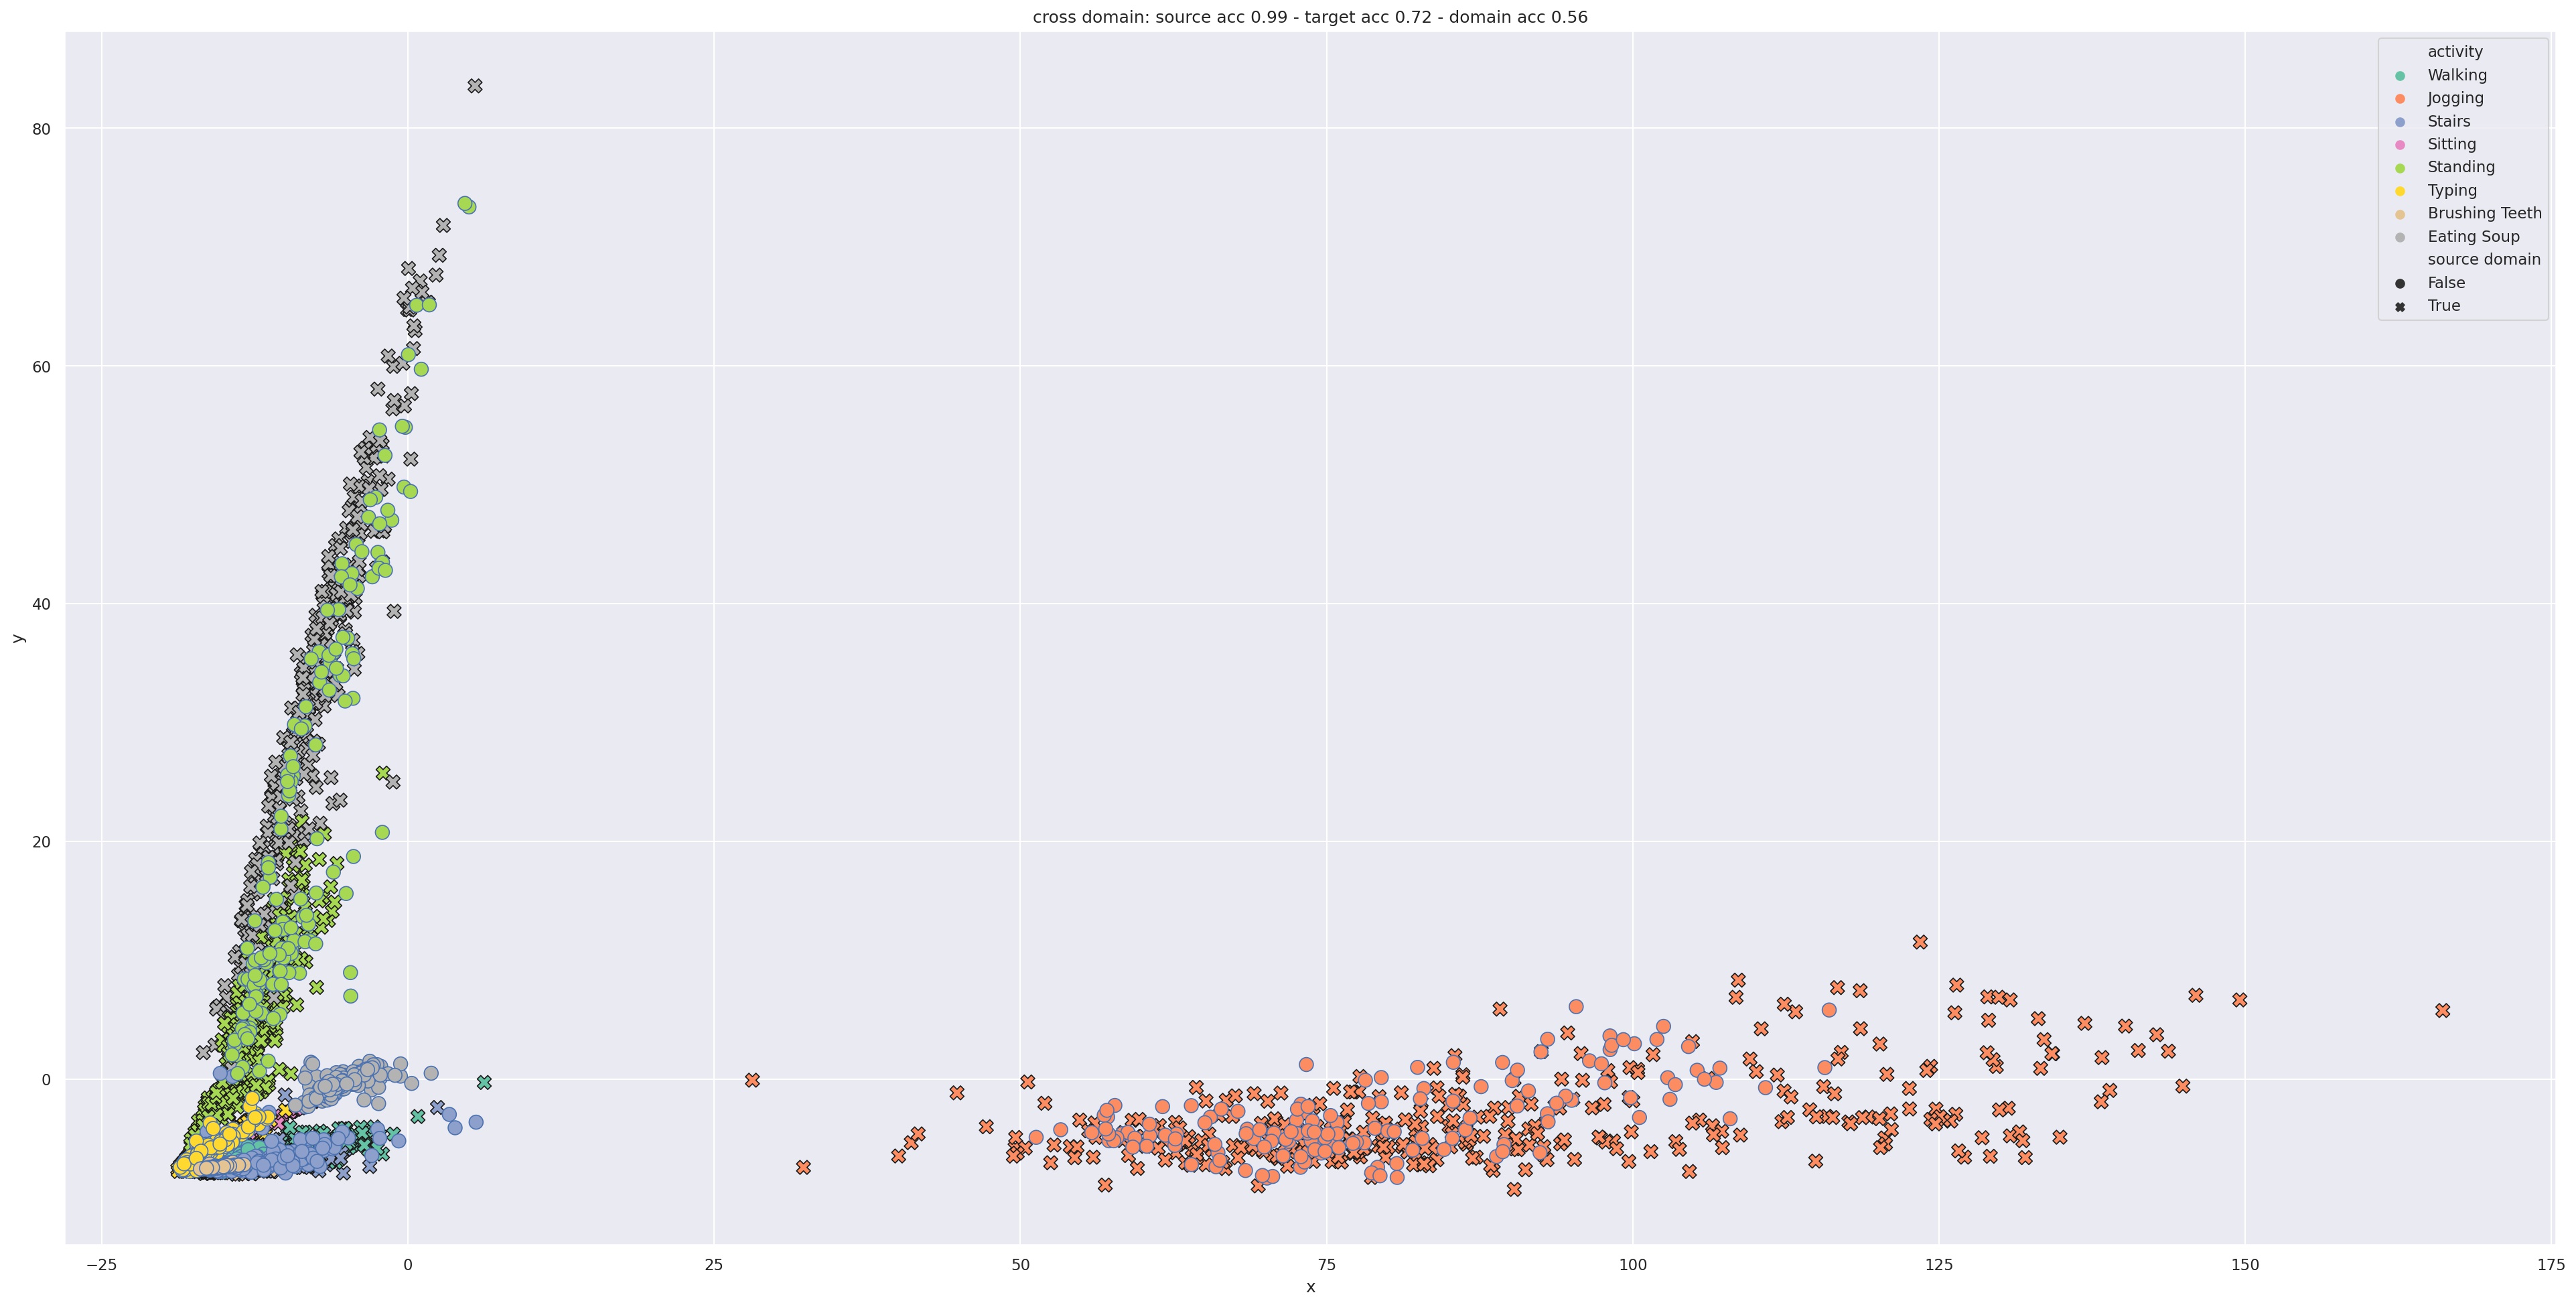 cross domain: source acc 0.99 - target acc 0.72 - domain acc 0.56
activity
Walking
Jogging
Stairs
Sitting
Standing
Typing
Brushing Teeth
Eating Soup
source domain
False
True
80
60
40
20
0
y
−25 0 25 50 75 100 125 150 175
x